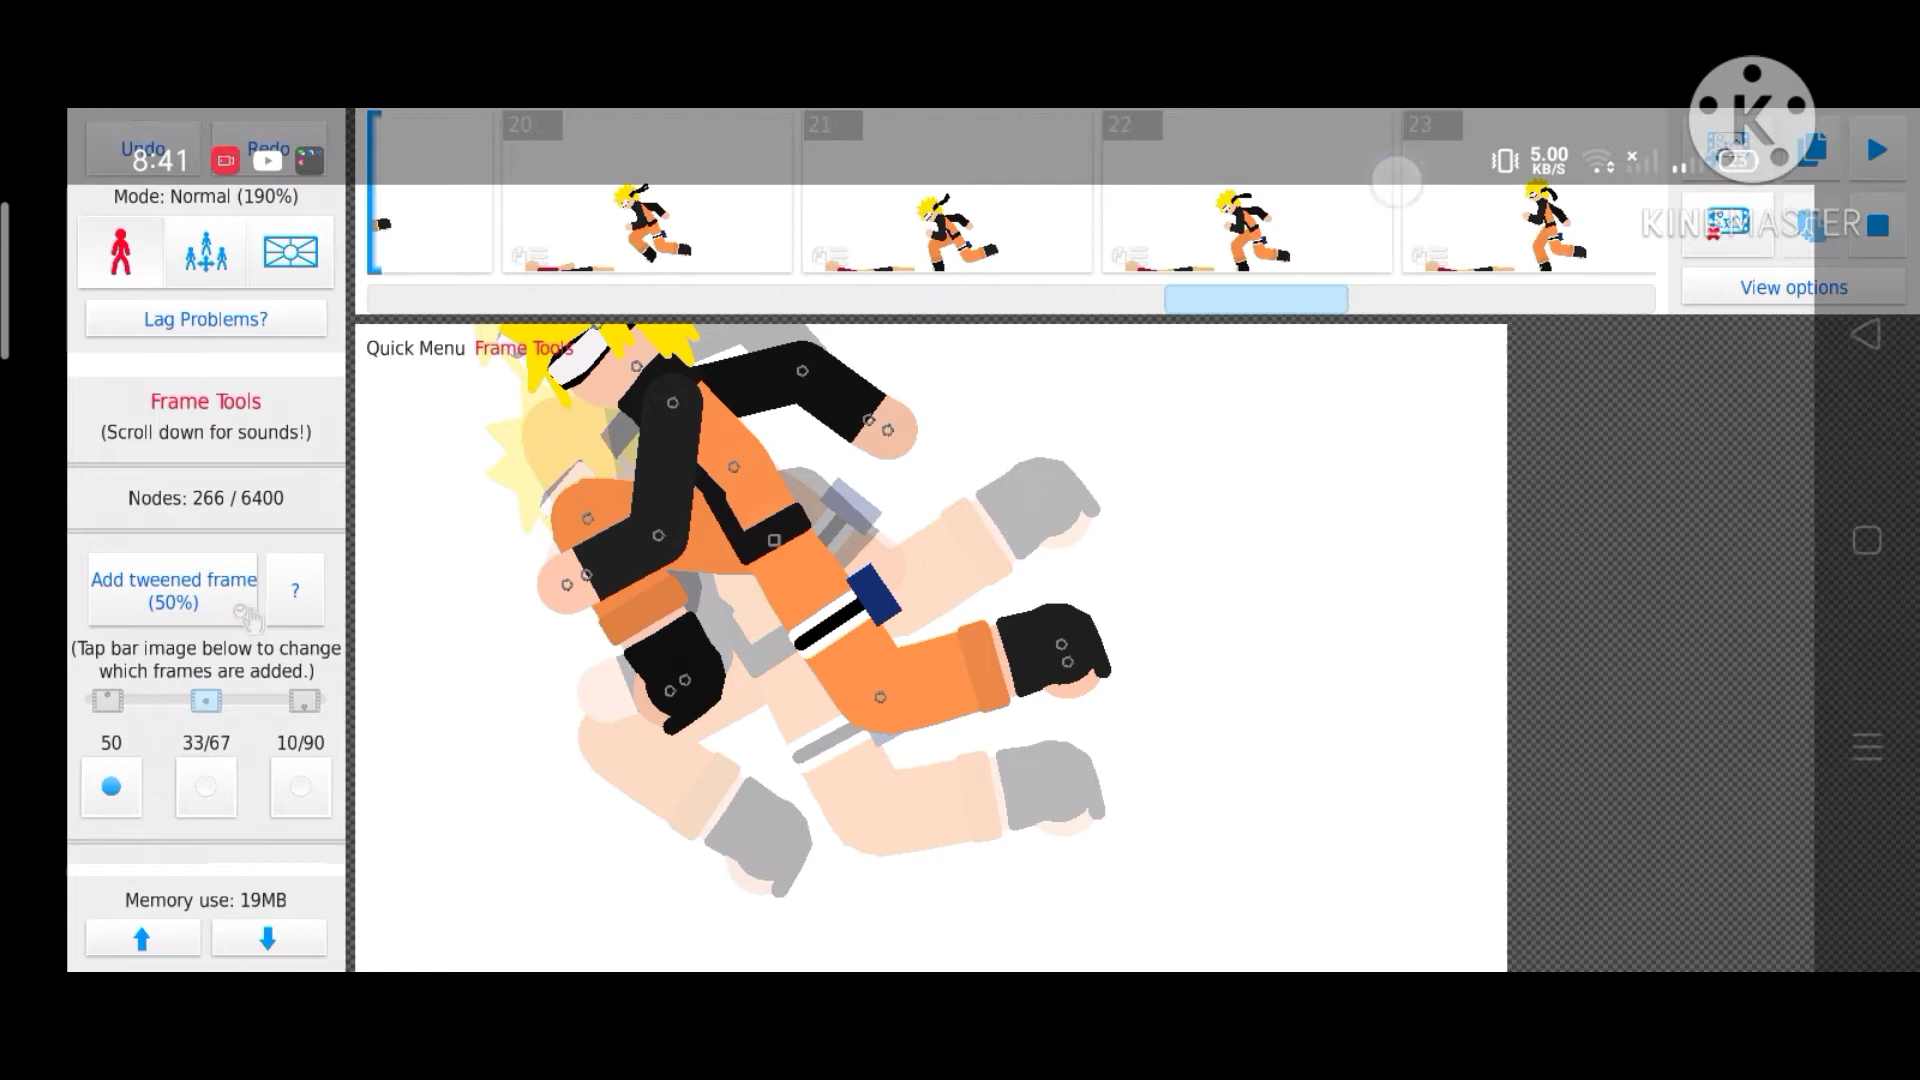 Undo
Redo
8:41
20
21
22
23
5.00
KB/S
23
K
KINEMASTER
Mode: Normal (190%)
View options
Lag Problems?
Quick Menu Frame Tools
Frame Tools
(Scroll down for sounds!)
Nodes: 266 / 6400
Add tweened frame
(50%)
?
(Tap bar image below to change
which frames are added.)
50
33/67
10/90
Memory use: 19MB